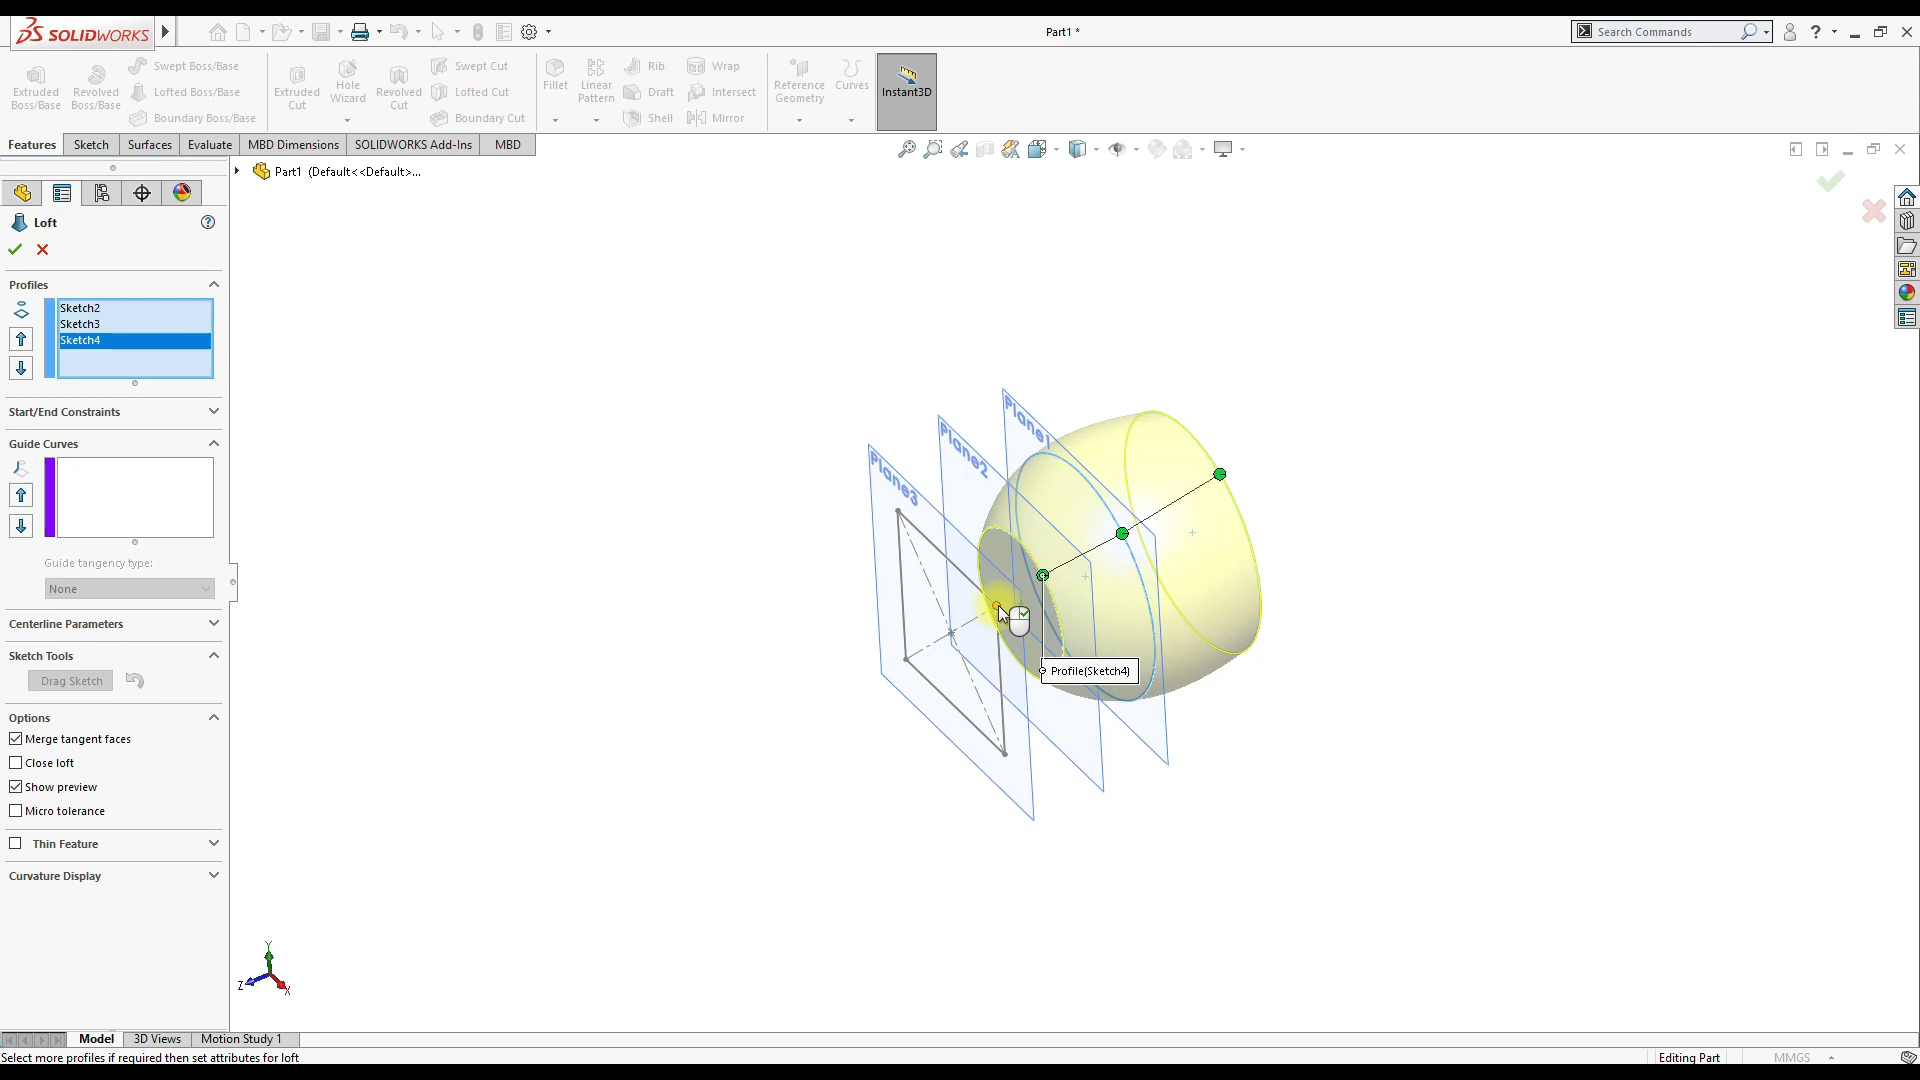 SOLIDWORKS
Part1 *
Search Commands
Extruded Boss/Base
Revolved Boss/Base
Swept Boss/Base
Lofted Boss/Base
Boundary Boss/Base
Extruded Cut
Hole Wizard
Revolved Cut
Swept Cut
Lofted Cut
Boundary Cut
Fillet
Linear Pattern
Rib
Draft
Shell
Wrap
Intersect
Mirror
Reference Geometry
Curves
Instant3D
Features
Sketch
Surfaces
Evaluate
MBD Dimensions
SOLIDWORKS Add-Ins
MBD
Part1 (Default<<Default>...
Loft
Profiles
Sketch2
Sketch3
Sketch4
Start/End Constraints
Guide Curves
Guide tangency type:
None
Centerline Parameters
Sketch Tools
Drag Sketch
Options
Merge tangent faces
Close loft
Show preview
Micro tolerance
Thin Feature
Curvature Display
Plane1
Plane2
Plane3
Profile(Sketch4)
Y
Z
X
Model
3D Views
Motion Study 1
Select more profiles if required then set attributes for loft
Editing Part
MMGS